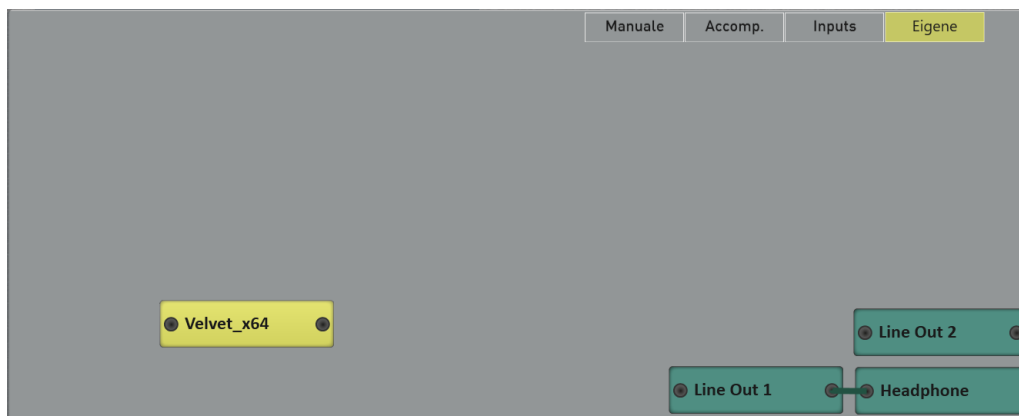 Manuale Accomp. Inputs Eigene
Velvet_x64
Line Out 2
Line Out 1 Headphone